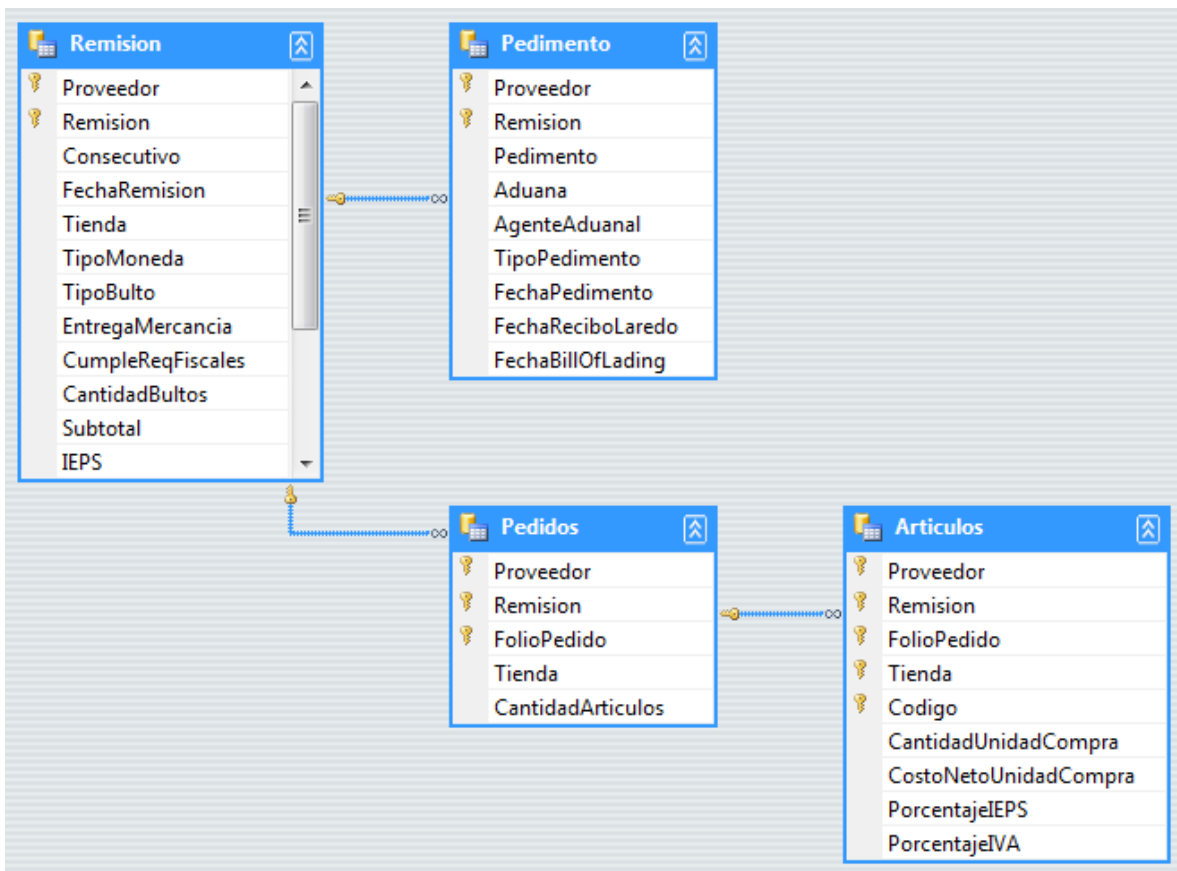 Remision
Proveedor
Remision
Consecutivo
FechaRemision
Tienda
TipoMoneda
TipoBulto
EntregaMercancia
CumpleReqFiscales
CantidadBultos
Subtotal
IEPS
Pedimento
Proveedor
Remision
Pedimento
Aduana
AgenteAduanal
TipoPedimento
FechaPedimento
FechaReciboLaredo
FechaBillOfLading
Pedidos
Proveedor
Remision
FolioPedido
Tienda
CantidadArticulos
Articulos
Proveedor
Remision
FolioPedido
Tienda
Codigo
CantidadUnidadCompra
CostoNetoUnidadCompra
PorcentajeIEPS
PorcentajeIVA